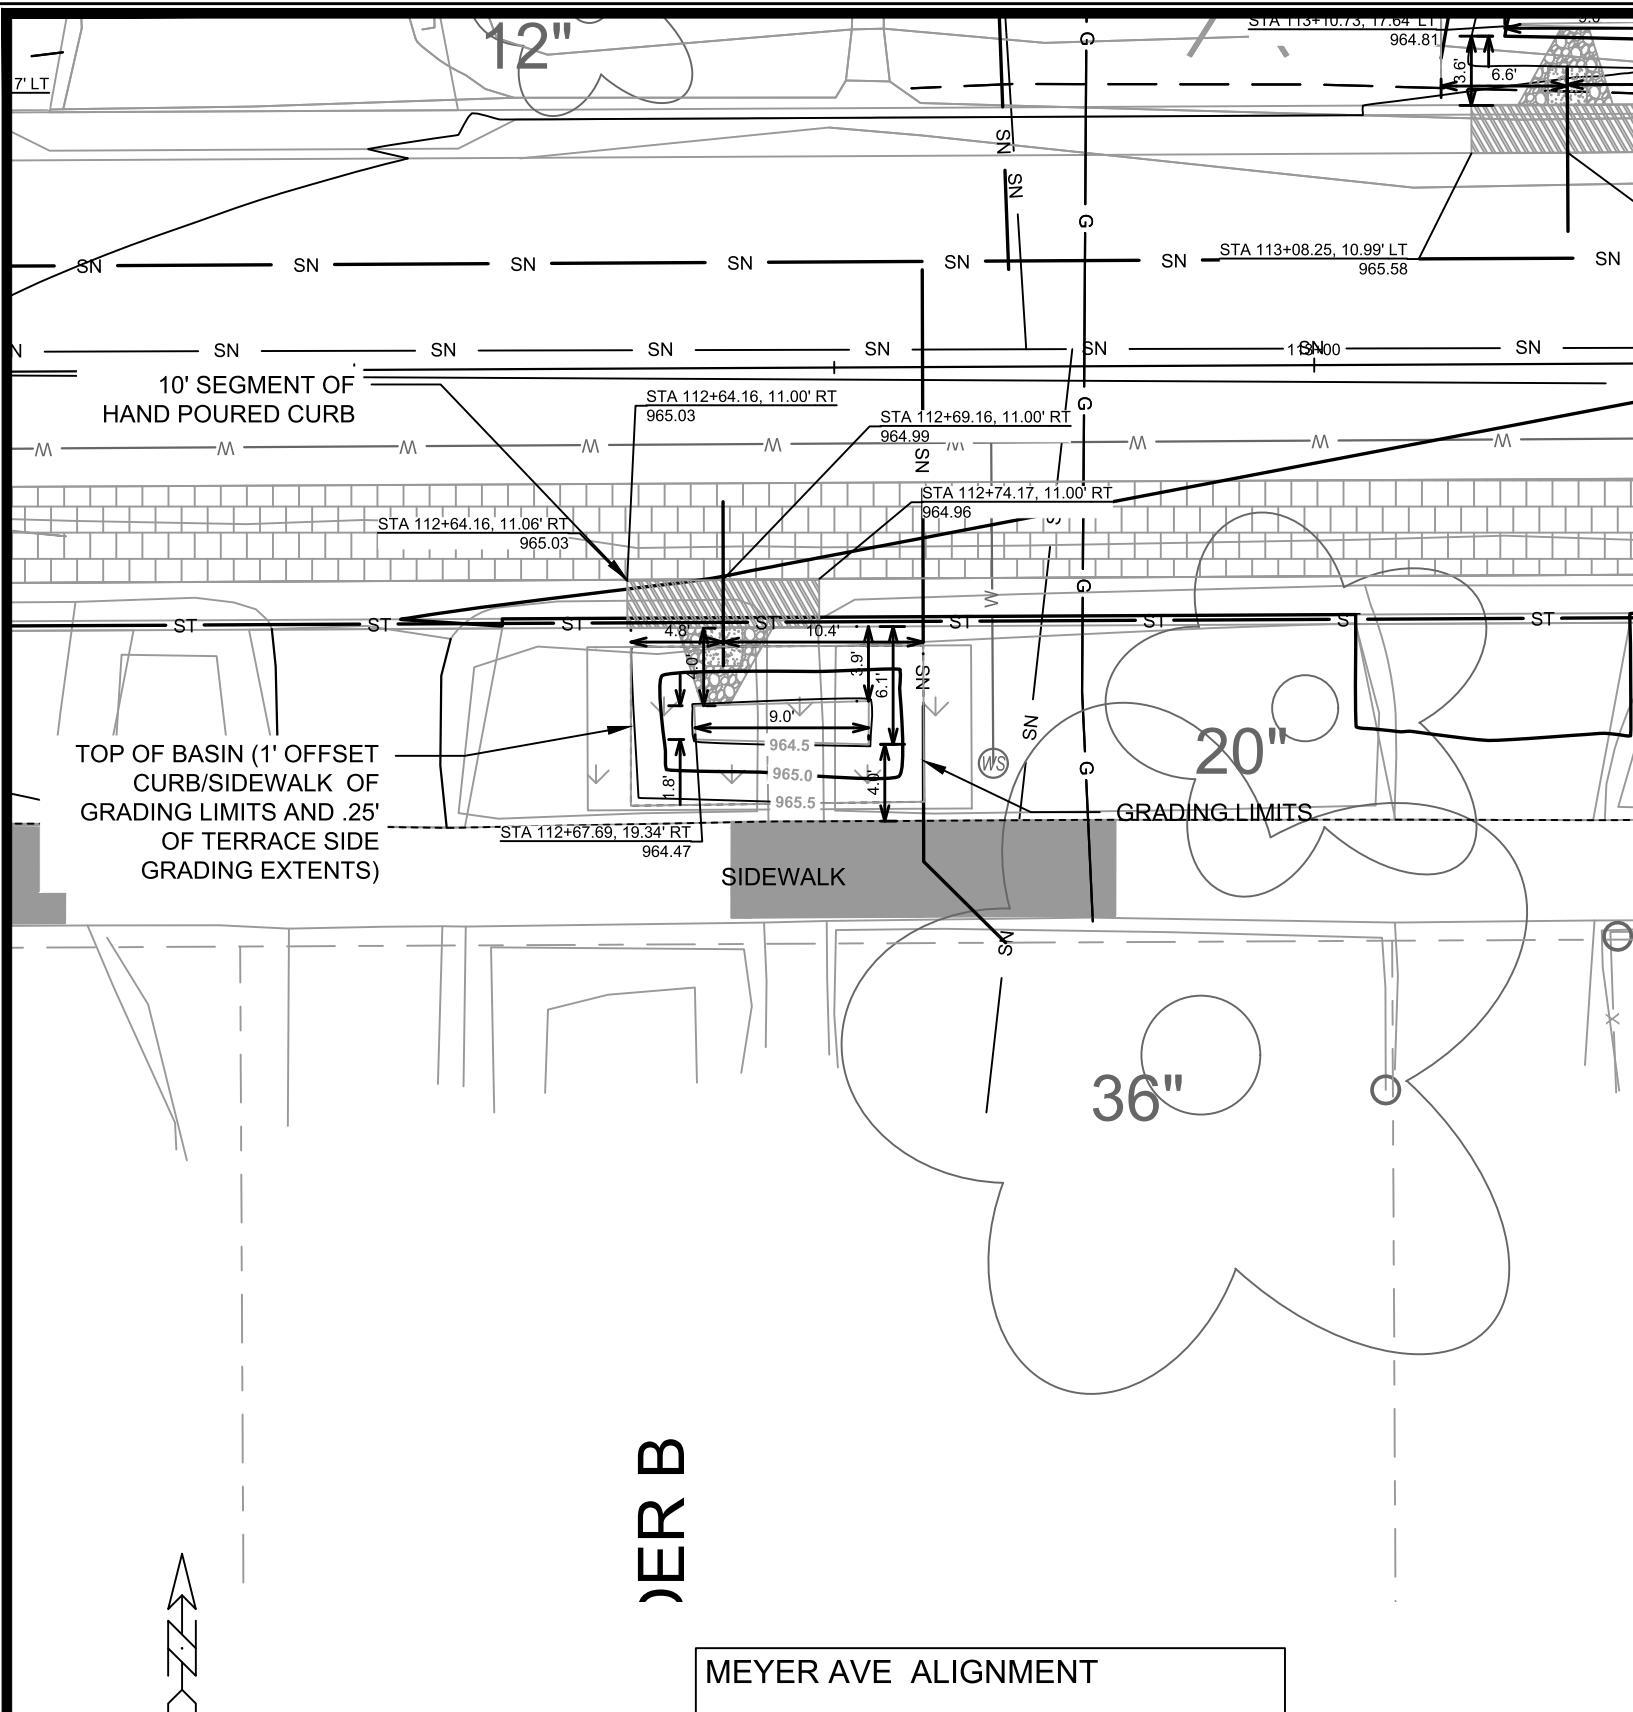 12"
STA 113+10.73, 17.64' LT
964.81
7' LT
3.6'
6.6'
SN
SN
G
G
STA 113+08.25, 10.99' LT
965.58
SN SN SN SN SN SN SN
SN SN SN SN SN SN SN
113+00
10' SEGMENT OF
HAND POURED CURB
STA 112+64.16, 11.00' RT
965.03
STA 112+69.16, 11.00' RT
964.99
G
W W W W W W W W W
SN
STA 112+74.17, 11.00' RT
964.96
STA 112+64.16, 11.06' RT
965.03
G
W
ST ST ST ST ST ST ST
4.8'
10.4'
3.9'
6.1'
SN
9.0'
SN
964.5
965.0
965.5
1.8'
4.0'
WS
G
20"
TOP OF BASIN (1' OFFSET
CURB/SIDEWALK OF
GRADING LIMITS AND .25'
OF TERRACE SIDE
GRADING EXTENTS)
GRADING LIMITS
STA 112+67.69, 19.34' RT
964.47
SIDEWALK
SN
X
36"
DER B
N
MEYER AVE ALIGNMENT